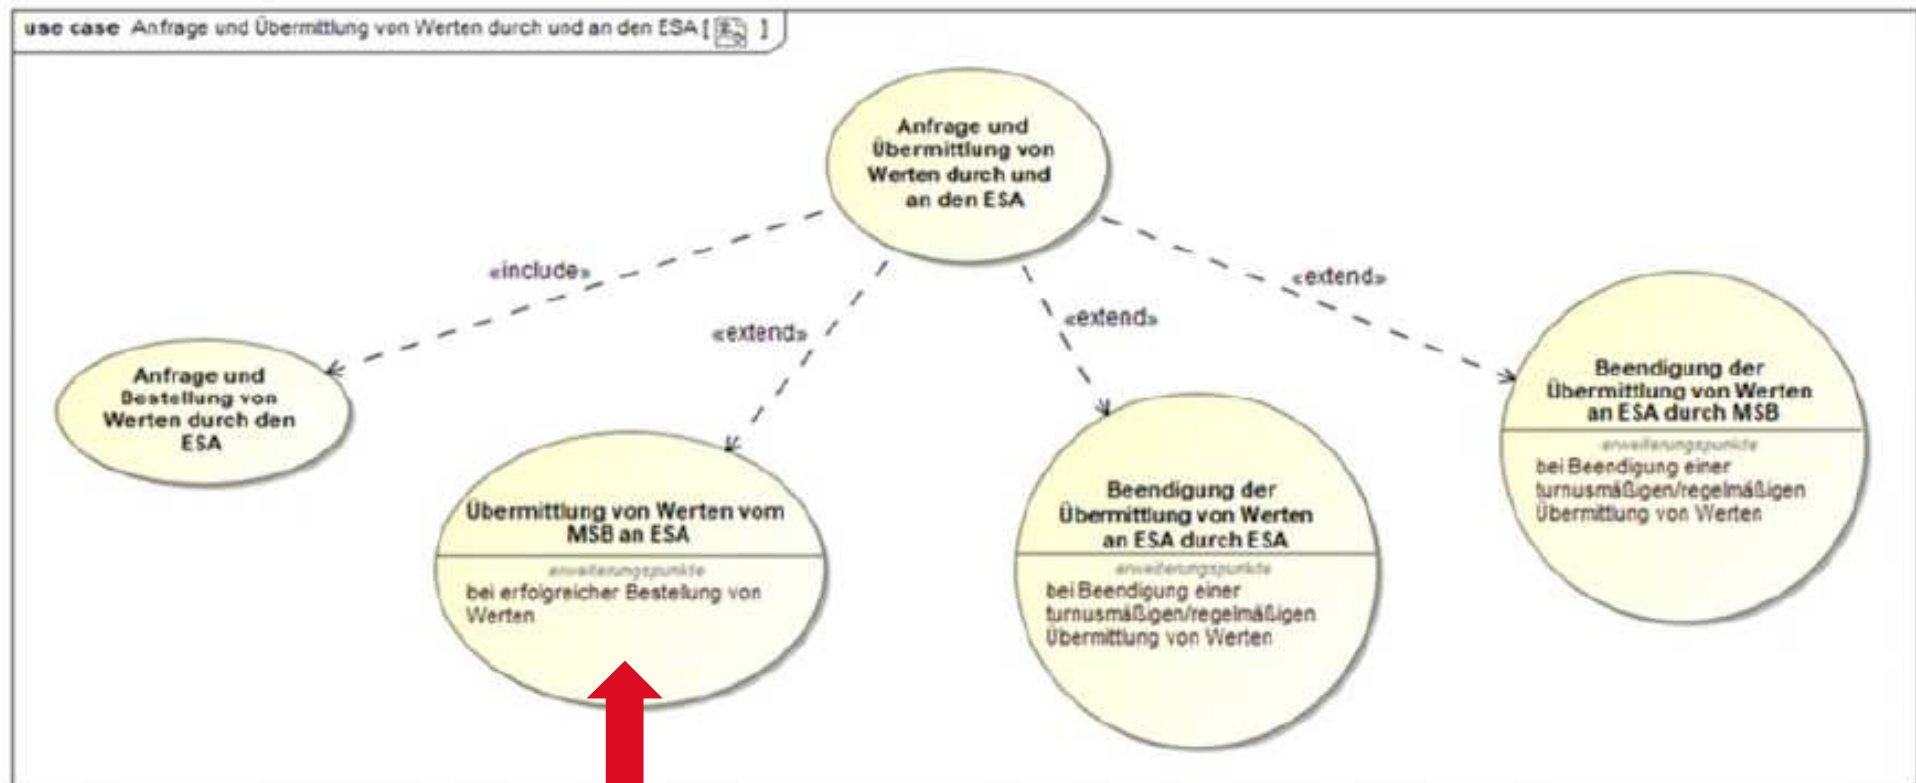 use case Anfrage und Übermittlung von Werten durch und an den ESA [ ]
Anfrage und
Übermittlung von
Werten durch und
an den ESA
«include»
«extend»
«extend»
«extend»
Anfrage und
Bestellung von
Werten durch den
ESA
Übermittlung von Werten vom
MSB an ESA
erweiterungspunkte
bei erfolgreicher Bestellung von
Werten
Beendigung der
Übermittlung von Werten
an ESA durch ESA
erweiterungspunkte
bei Beendigung einer
turnusmäßigen/regelmäßigen
Übermittlung von Werten
Beendigung der
Übermittlung von Werten
an ESA durch MSB
erweiterungspunkte
bei Beendigung einer
turnusmäßigen/regelmäßigen
Übermittlung von Werten